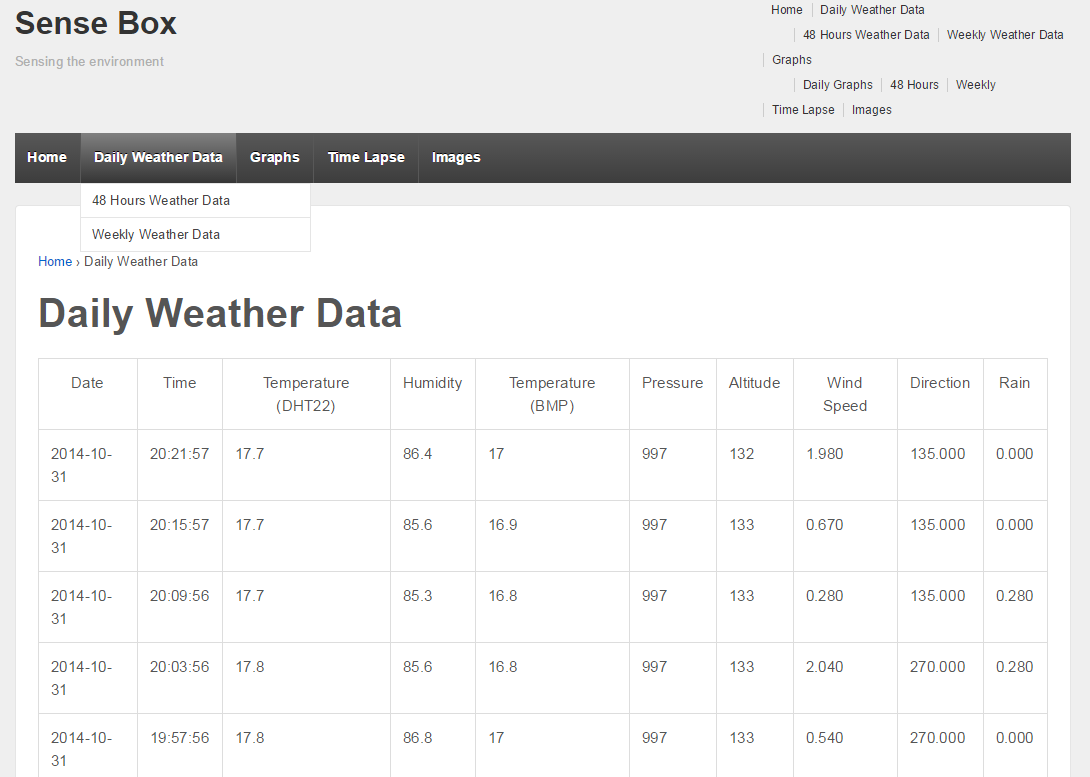 Sense Box
Sensing the environment
Home Daily Weather Data
48 Hours Weather Data Weekly Weather Data
Graphs
Daily Graphs 48 Hours Weekly
Time Lapse Images
Home Daily Weather Data Graphs Time Lapse Images
48 Hours Weather Data
Weekly Weather Data
Home › Daily Weather Data
Daily Weather Data
Date Time Temperature Humidity Temperature Pressure Altitude Wind Direction Rain
(DHT22) (BMP) Speed
2014-10- 20:21:57 17.7 86.4 17 997 132 1.980 135.000 0.000
31
2014-10- 20:15:57 17.7 85.6 16.9 997 133 0.670 135.000 0.000
31
2014-10- 20:09:56 17.7 85.3 16.8 997 133 0.280 135.000 0.280
31
2014-10- 20:03:56 17.8 85.6 16.8 997 133 2.040 270.000 0.280
31
2014-10- 19:57:56 17.8 86.8 17 997 133 0.540 270.000 0.000
31